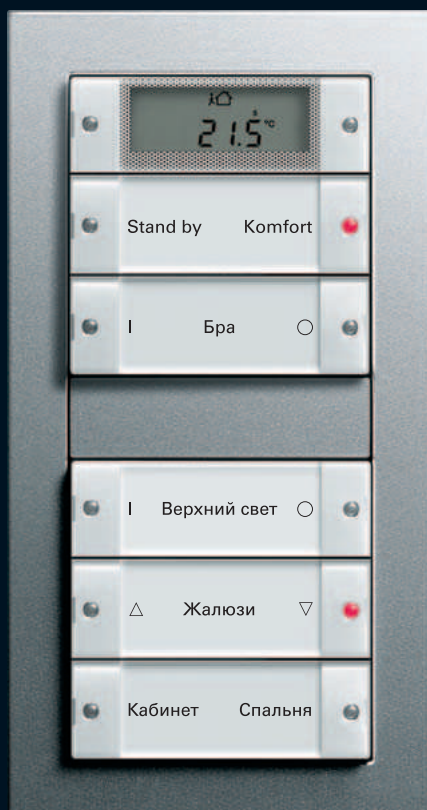 21.5 °C
Stand by Komfort
I Бра ○
I Верхний свет ○
△ Жалюзи ▽
Кабинет Спальня